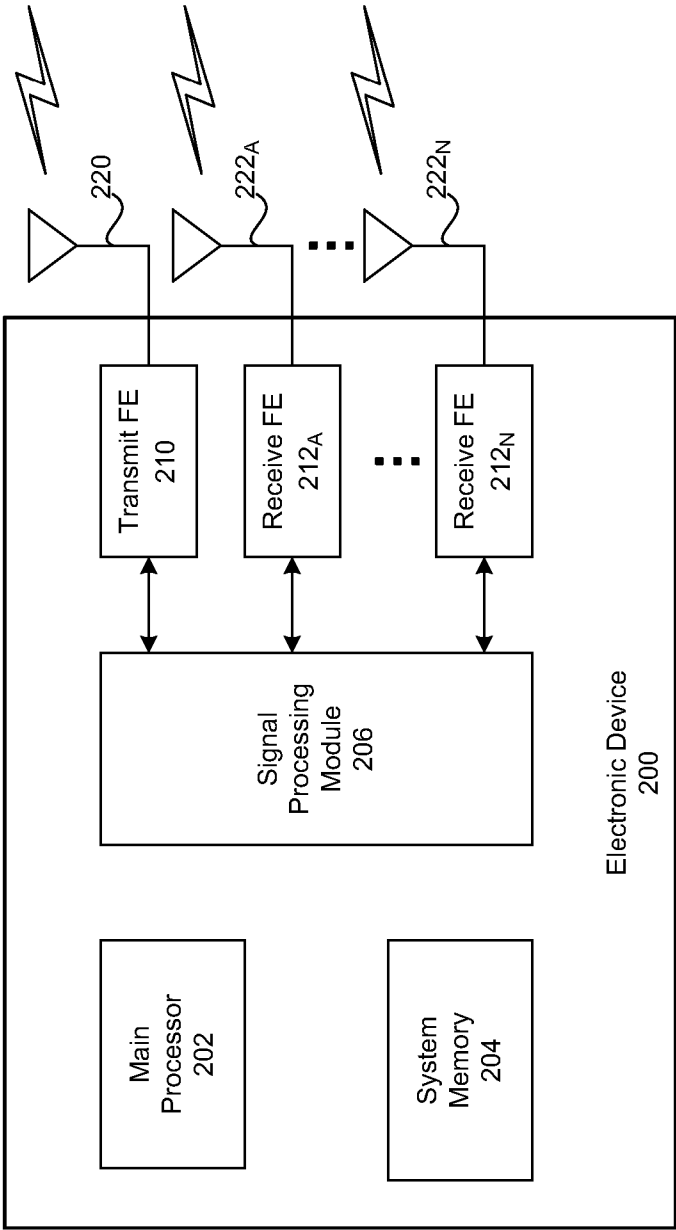 Main
Processor
202
System
Memory
204
Signal
Processing
Module
206
Transmit FE
210
Receive FE
212A
Receive FE
212N
220
222A
222N
Electronic Device
200